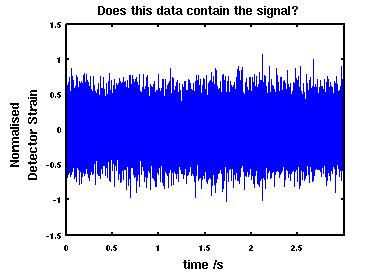 Does this data contain the signal?
1.5
1
0.5
0
-0.5
-1
-1.5
Normalised
Detector Strain
0 0.5 1 1.5 2 2.5
time /s